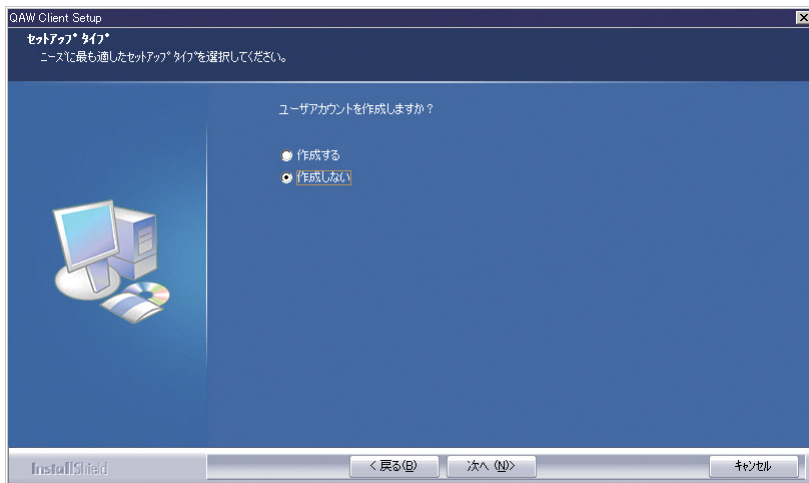 QAW Client Setup
ｾｯﾄｱｯﾌﾟ ﾀｲﾌﾟ
ニーズに最も適したｾｯﾄｱｯﾌﾟ ﾀｲﾌﾟを選択してください。
ユーザアカウントを作成しますか？
作成する
作成しない
InstallShield
< 戻る(B)
次へ (N)>
ｷｬﾝｾﾙ